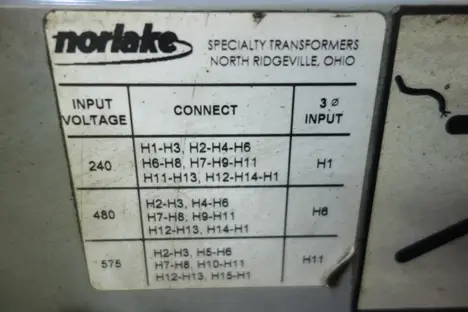 norlake
SPECIALTY TRANSFORMERS
NORTH RIDGEVILLE, OHIO
INPUT VOLTAGE CONNECT 3 Ø INPUT
240 H1-H3, H2-H4-H6 H1
H6-H8, H7-H9-H11
H11-H13, H12-H14-H1
480 H2-H3, H4-H6 H6
H7-H8, H9-H11
H12-H13, H14-H1
575 H2-H3, H5-H6 H11
H7-H8, H10-H11
H12-H13, H15-H1